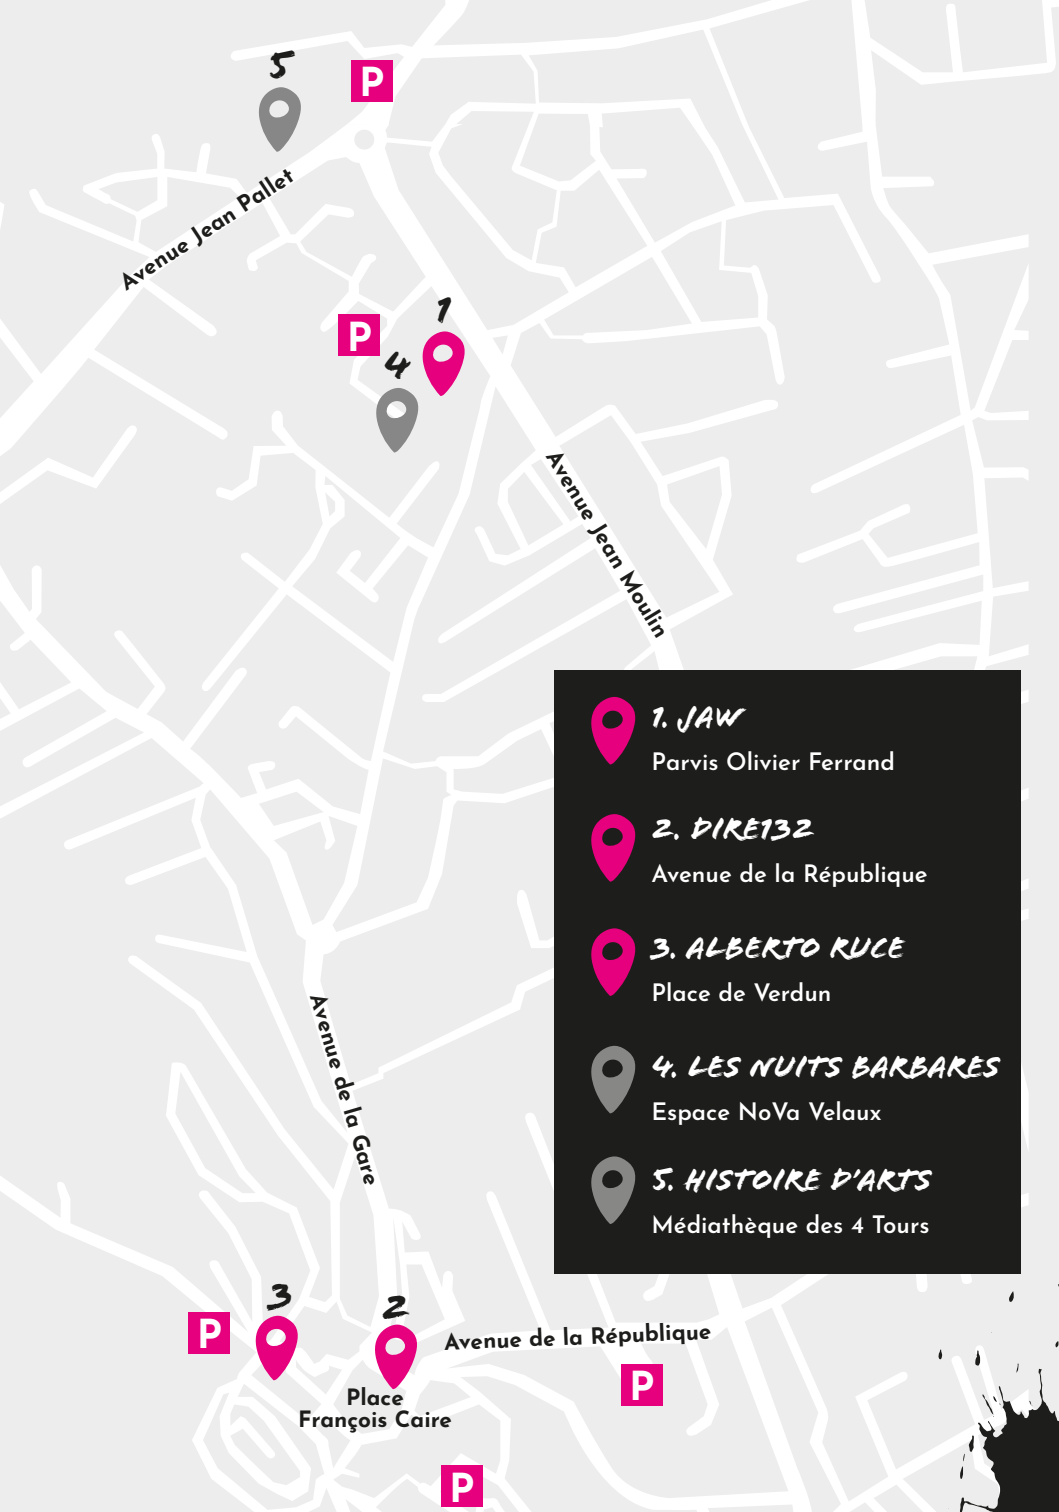 5
P
Avenue Jean Pallet
1
P
4
Avenue Jean Moulin
1. JAW
Parvis Olivier Ferrand
2. DIRE132
Avenue de la République
3. ALBERTO RUCE
Place de Verdun
4. LES NUITS BARBARES
Espace NoVa Velaux
5. HISTOIRE D'ARTS
Médiathèque des 4 Tours
Avenue de la Gare
3
2
P
Avenue de la République
P
Place
François Caire
P